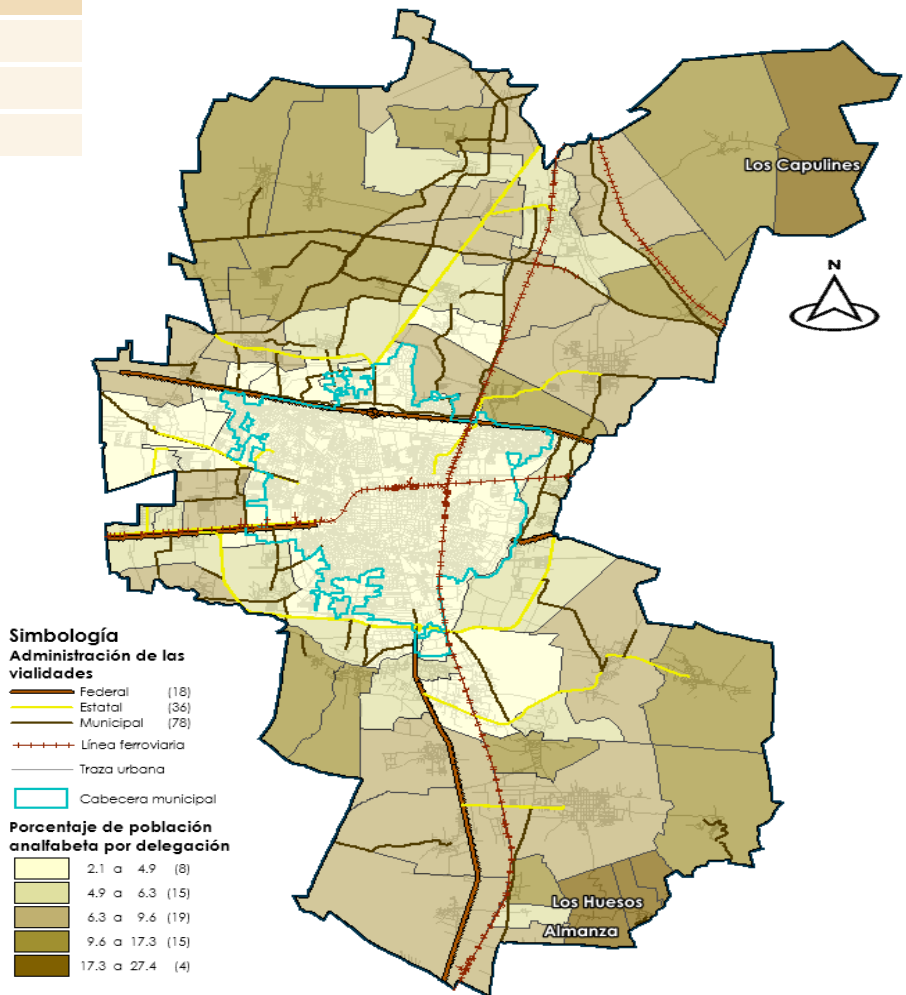 Los Capulines
N
Simbología
Administración de las
vialidades
Federal (18)
Estatal (36)
Municipal (78)
Línea ferroviaria
Traza urbana
Cabecera municipal
Porcentaje de población
analfabeta por delegación
2.1 a 4.9 (8)
4.9 a 6.3 (15)
6.3 a 9.6 (19)
9.6 a 17.3 (15)
17.3 a 27.4 (4)
Los Huesos
Almanza